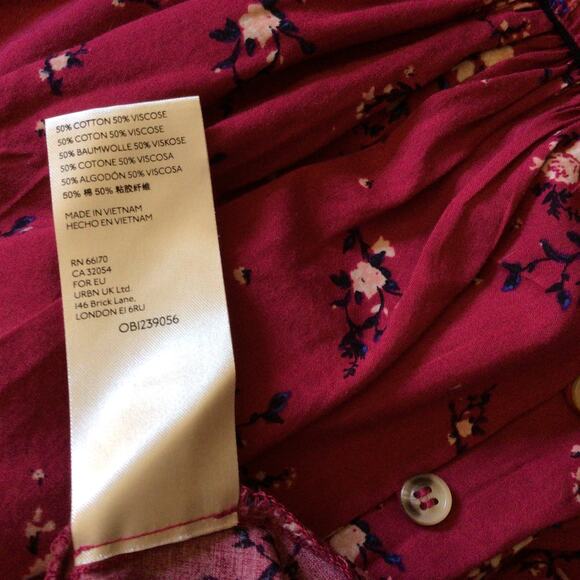 50% COTTON 50% VISCOSE
50% COTON 50% VISCOSE
50% BAUMWOLLE 50% VISKOSE
50% COTONE 50% VISCOSA
50% ALGODÓN 50% VISCOSA
50% 棉 50% 粘胶纤维
MADE IN VIETNAM
HECHO EN VIETNAM
RN 66170
CA 32054
FOR EU
URBN UK Ltd
146 Brick Lane,
LONDON E1 6RU
OB1239056